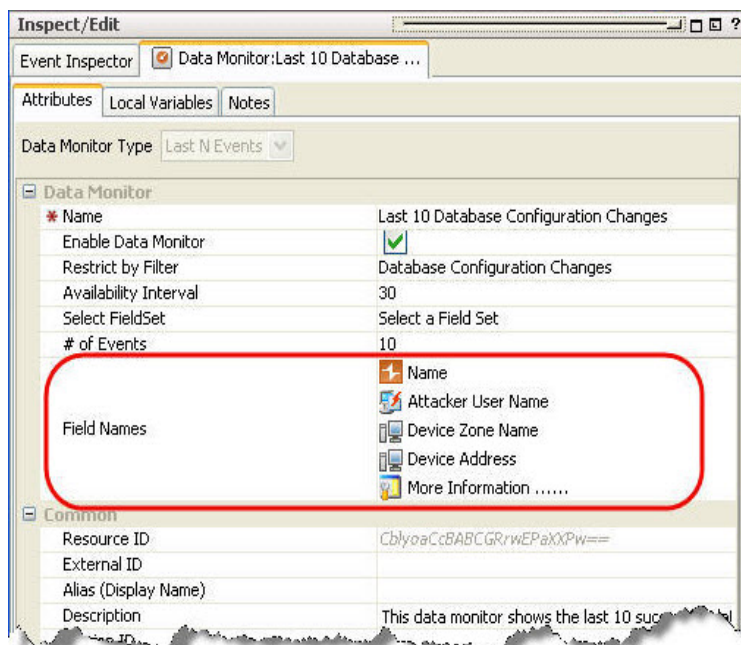 Inspect/Edit
?
Event Inspector
Data Monitor:Last 10 Database ...
Attributes
Local Variables
Notes
Data Monitor Type
Last N Events
Data Monitor
* Name Last 10 Database Configuration Changes
Enable Data Monitor
Restrict by Filter Database Configuration Changes
Availability Interval 30
Select FieldSet Select a Field Set
# of Events 10
Field Names
Name
Attacker User Name
Device Zone Name
Device Address
More Information ......
Common
Resource ID CblyoaCcBABCGRrwEPaXXPw==
External ID
Alias (Display Name)
Description This data monitor shows the last 10